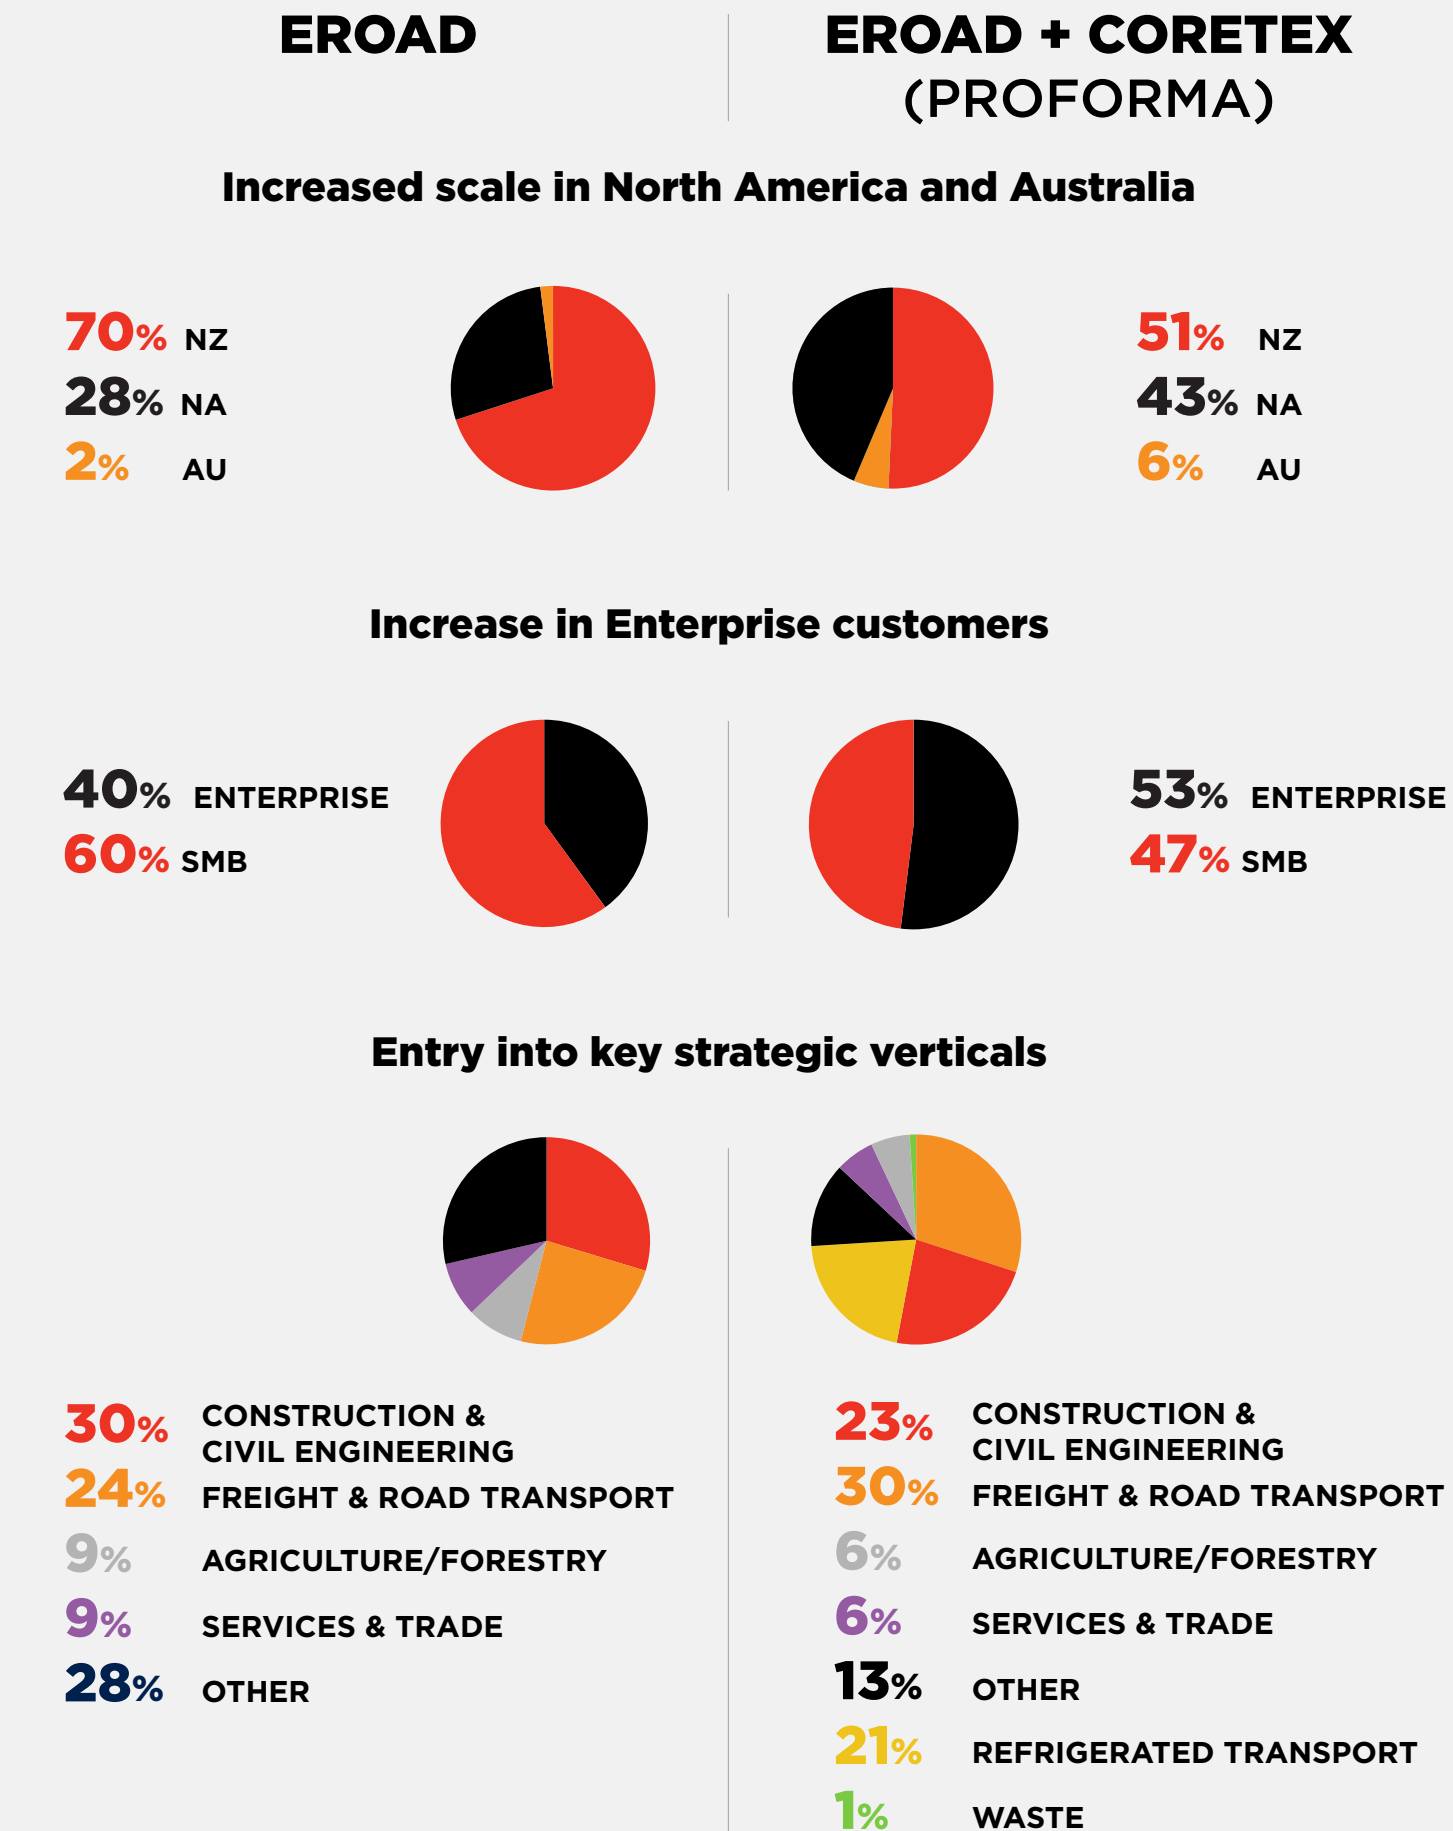 EROAD
EROAD + CORETEX
(PROFORMA)
Increased scale in North America and Australia
70% NZ
28% NA
2% AU
51% NZ
43% NA
6% AU
Increase in Enterprise customers
40% ENTERPRISE
60% SMB
53% ENTERPRISE
47% SMB
Entry into key strategic verticals
30% CONSTRUCTION &
CIVIL ENGINEERING
24% FREIGHT & ROAD TRANSPORT
9% AGRICULTURE/FORESTRY
9% SERVICES & TRADE
28% OTHER
23% CONSTRUCTION &
CIVIL ENGINEERING
30% FREIGHT & ROAD TRANSPORT
6% AGRICULTURE/FORESTRY
6% SERVICES & TRADE
13% OTHER
21% REFRIGERATED TRANSPORT
1% WASTE